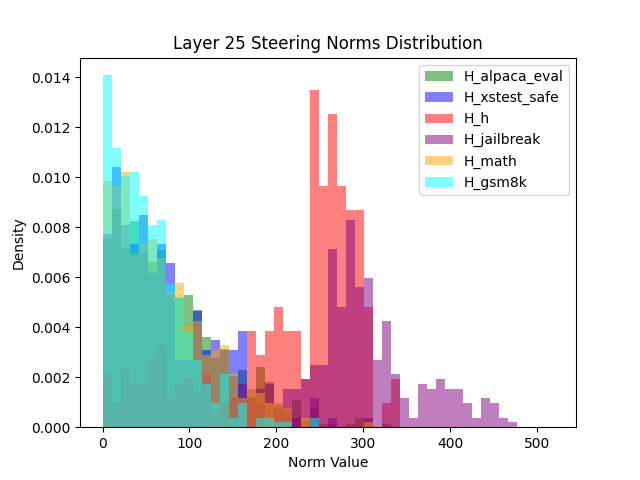 Layer 25 Steering Norms Distribution
H_alpaca_eval
H_xstest_safe
H_h
H_jailbreak
H_math
H_gsm8k
0.014
0.012
0.010
0.008
0.006
0.004
0.002
0.000
Density
0
100
200
300
400
500
Norm Value